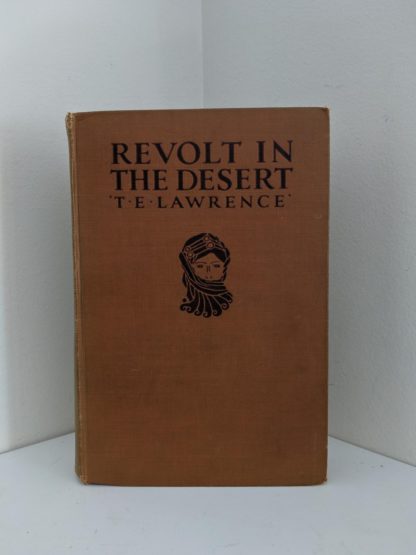 REVOLT IN
THE DESERT
'T·E·LAWRENCE'